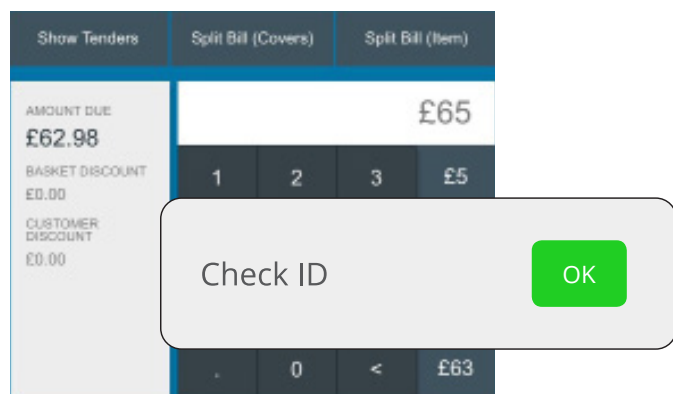 Show Tenders
Split Bill (Covers)
Split Bill (Item)
AMOUNT DUE
£62.98
BASKET DISCOUNT
£0.00
CUSTOMER
DISCOUNT
£0.00
£65
1
2
3
£5
Check ID
OK
.
0
<
£63